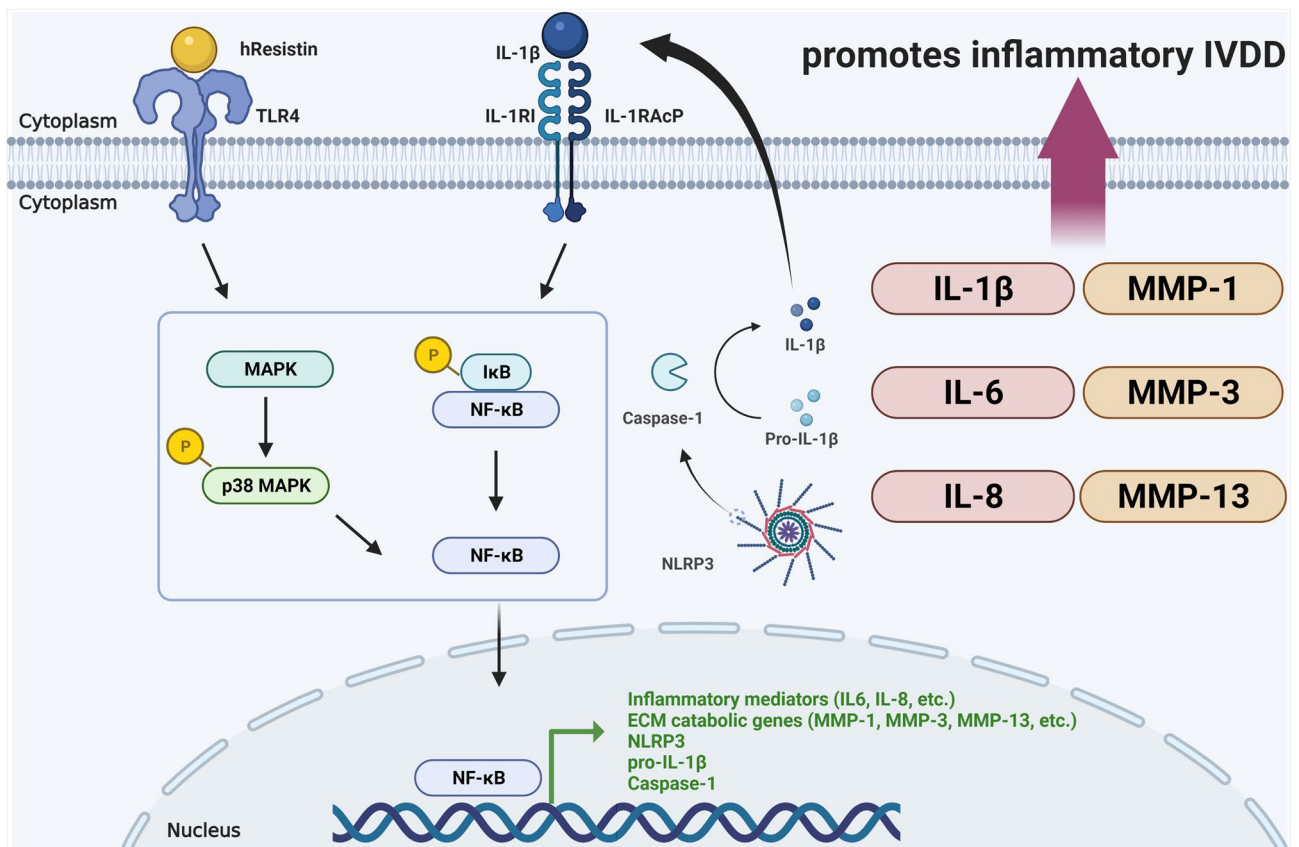 promotes inflammatory IVDD
hResistin
TLR4
IL-1β
IL-1RI
IL-1RAcP
Cytoplasm
Cytoplasm
MAPK
P
p38 MAPK
P
IκB
NF-κB
NF-κB
Caspase-1
IL-1β
Pro-IL-1β
NLRP3
IL-1β
MMP-1
IL-6
MMP-3
IL-8
MMP-13
Inflammatory mediators (IL6, IL-8, etc.)
ECM catabolic genes (MMP-1, MMP-3, MMP-13, etc.)
NLRP3
pro-IL-1β
Caspase-1
NF-κB
Nucleus